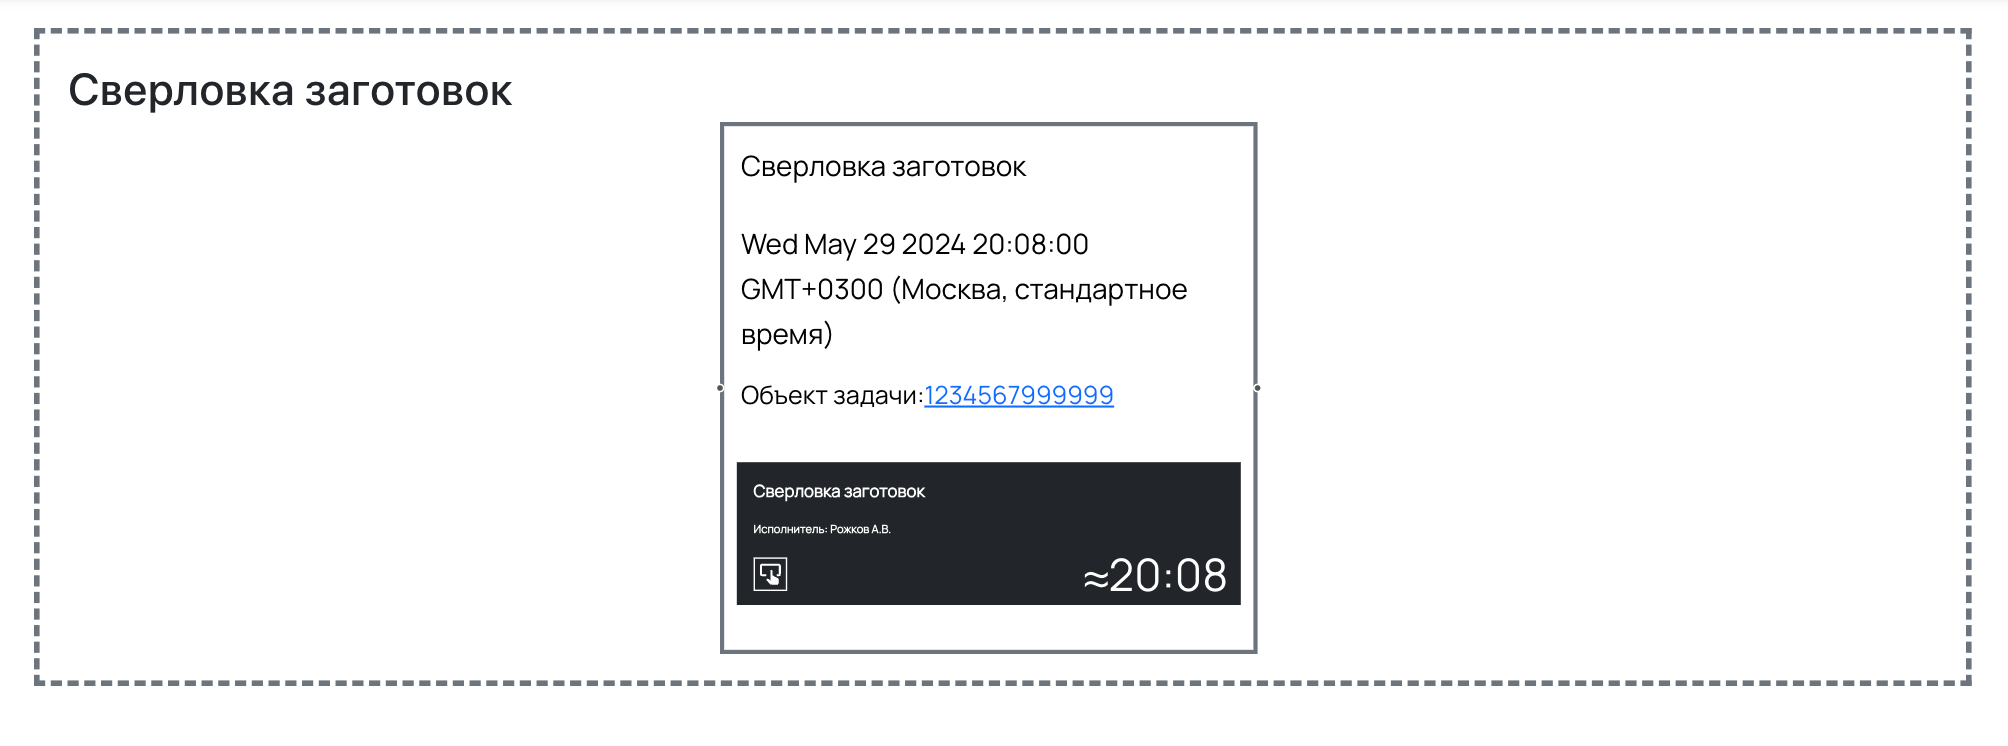 Сверловка заготовок
Сверловка заготовок
Wed May 29 2024 20:08:00
GMT+0300 (Москва, стандартное
время)
Объект задачи:1234567999999
Сверловка заготовок
Исполнитель: Рожков А.В.
≈20:08